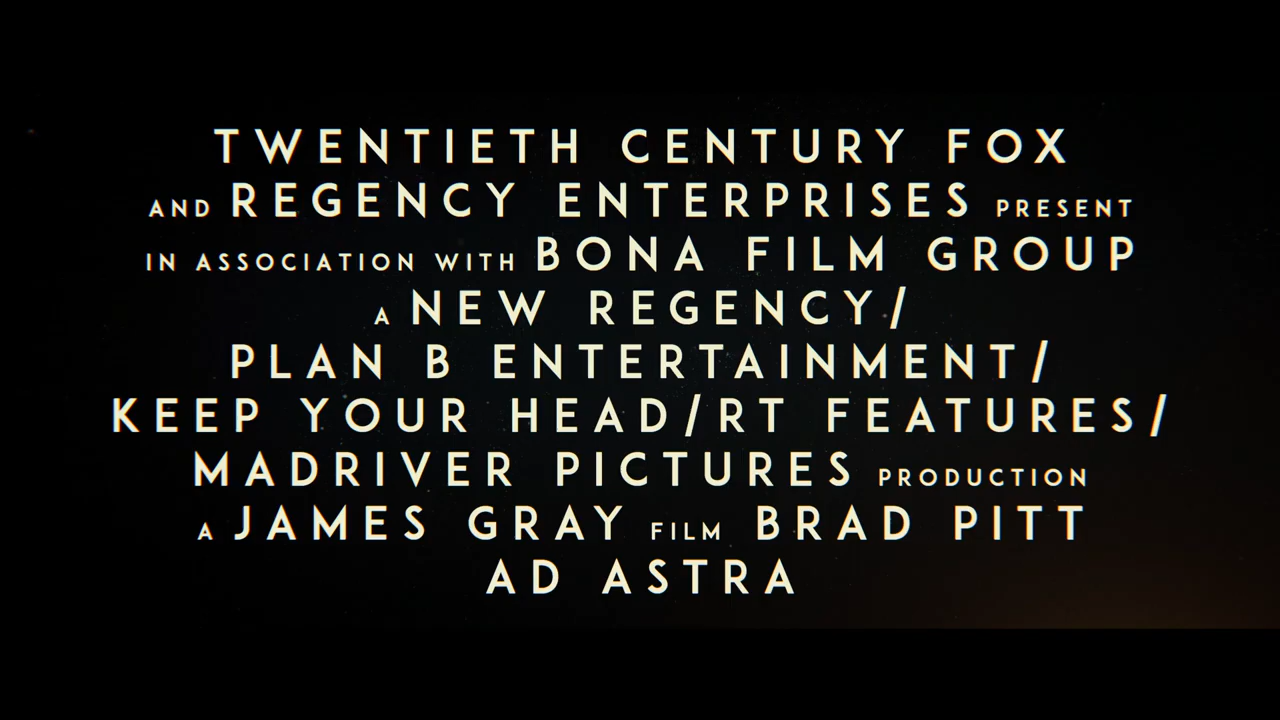 TWENTIETH CENTURY FOX
AND REGENCY ENTERPRISES PRESENT
IN ASSOCIATION WITH BONA FILM GROUP
A NEW REGENCY/
PLAN B ENTERTAINMENT/
KEEP YOUR HEAD/RT FEATURES/
MADRIVER PICTURES PRODUCTION
A JAMES GRAY FILM BRAD PITT
AD ASTRA